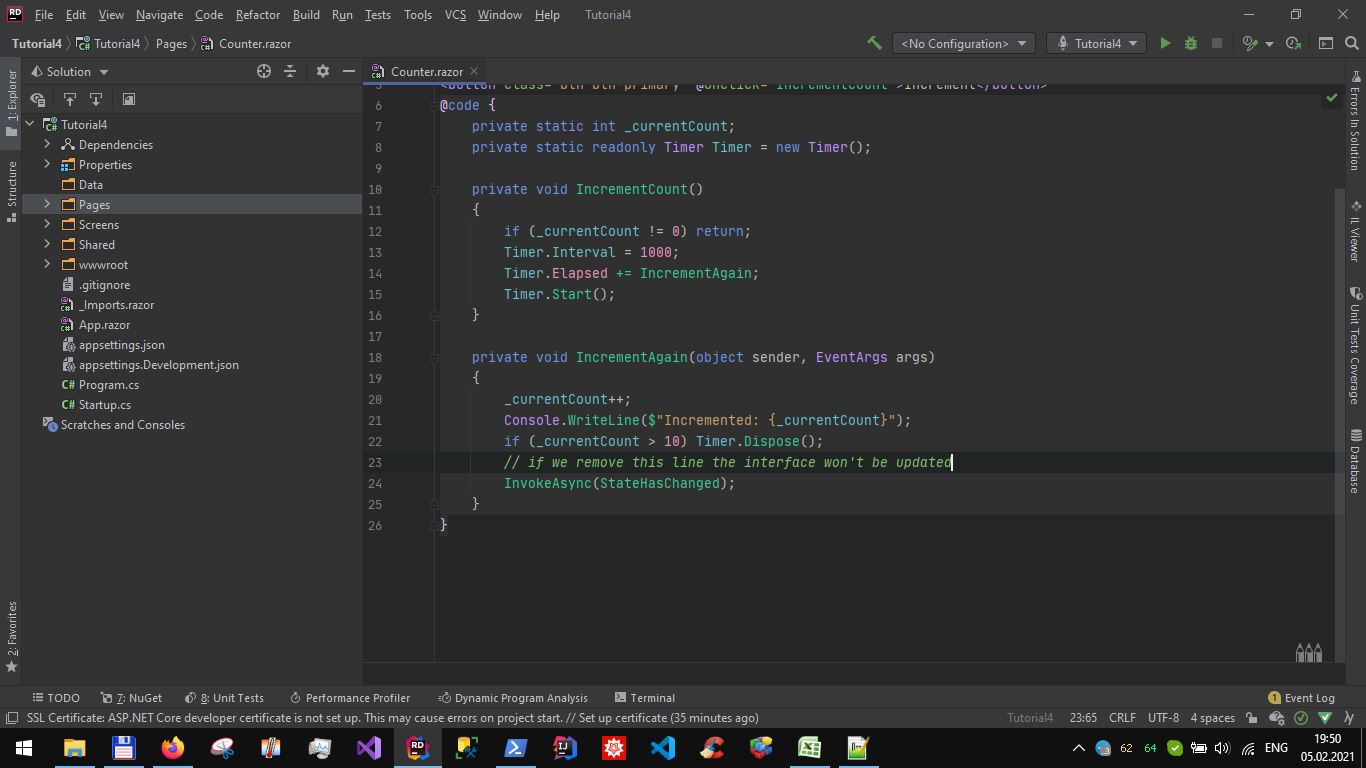 File Edit View Navigate Code Refactor Build Run Tests Tools VCS Window Help Tutorial4
Tutorial4 Tutorial4 Pages Counter.razor <No Configuration> Tutorial4
Solution
Counter.razor
1: Explorer
Structure
2: Favorites
Tutorial4
Dependencies
Properties
Data
Pages
Screens
Shared
wwwroot
.gitignore
_Imports.razor
App.razor
appsettings.json
appsettings.Development.json
Program.cs
Startup.cs
Scratches and Consoles
5 <button class="btn btn-primary" @onclick="IncrementCount">Increment</button>
6 @code {
7 private static int _currentCount;
8 private static readonly Timer Timer = new Timer();
9
10 private void IncrementCount()
11 {
12 if (_currentCount != 0) return;
13 Timer.Interval = 1000;
14 Timer.Elapsed += IncrementAgain;
15 Timer.Start();
16 }
17
18 private void IncrementAgain(object sender, EventArgs args)
19 {
20 _currentCount++;
21 Console.WriteLine($"Incremented: {_currentCount}");
22 if (_currentCount > 10) Timer.Dispose();
23 // if we remove this line the interface won't be updated
24 InvokeAsync(StateHasChanged);
25 }
26 }
Errors In Solution
IL Viewer
Unit Tests Coverage
Database
TODO 7: NuGet 8: Unit Tests Performance Profiler Dynamic Program Analysis Terminal 1 Event Log
SSL Certificate: ASP.NET Core developer certificate is not set up. This may cause errors on project start. // Set up certificate (35 minutes ago) Tutorial4 23:65 CRLF UTF-8 4 spaces
62 64 ENG 19:50
05.02.2021